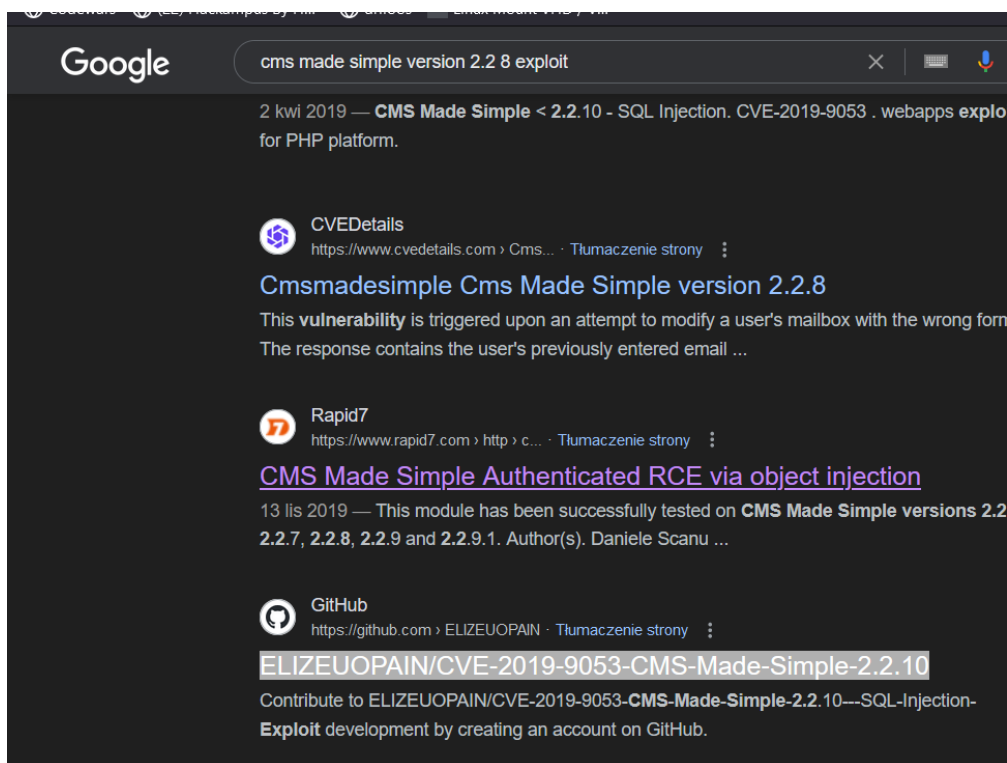 Google
cms made simple version 2.2 8 exploit
2 kwi 2019 — CMS Made Simple < 2.2.10 - SQL Injection. CVE-2019-9053 . webapps explo
for PHP platform.
CVEDetails
https://www.cvedetails.com › Cms... · Tłumaczenie strony
Cmsmadesimple Cms Made Simple version 2.2.8
This vulnerability is triggered upon an attempt to modify a user's mailbox with the wrong form
The response contains the user's previously entered email ...
Rapid7
https://www.rapid7.com › http › c... · Tłumaczenie strony
CMS Made Simple Authenticated RCE via object injection
13 lis 2019 — This module has been successfully tested on CMS Made Simple versions 2.2
2.2.7, 2.2.8, 2.2.9 and 2.2.9.1. Author(s). Daniele Scanu ...
GitHub
https://github.com › ELIZEUOPAIN · Tłumaczenie strony
ELIZEUOPAIN/CVE-2019-9053-CMS-Made-Simple-2.2.10
Contribute to ELIZEUOPAIN/CVE-2019-9053-CMS-Made-Simple-2.2.10---SQL-Injection-
Exploit development by creating an account on GitHub.